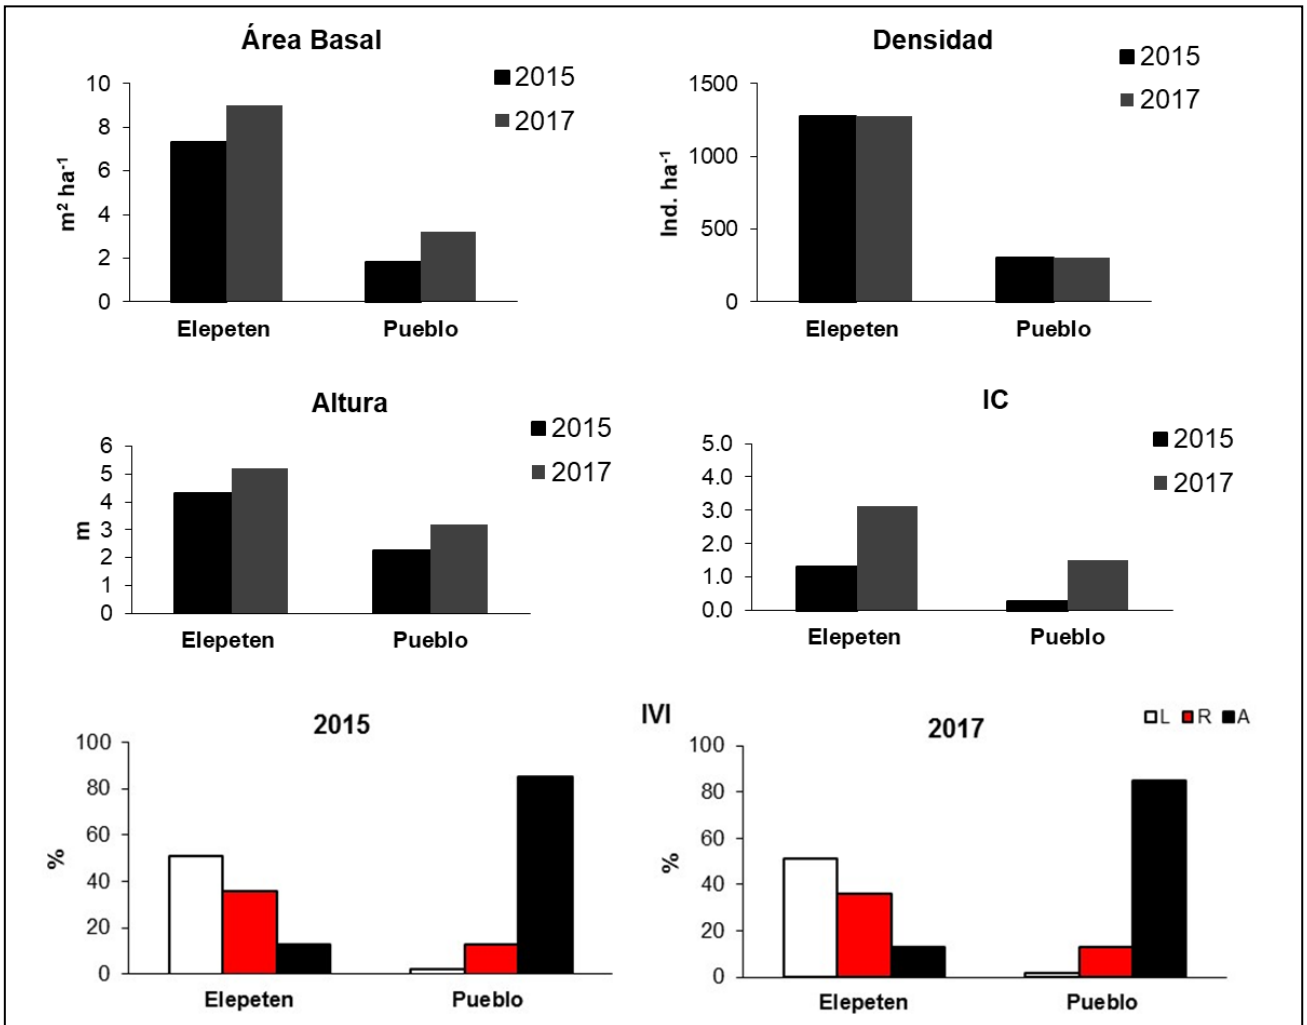 Área Basal
2015
2017
m² ha⁻¹
10
8
6
4
2
0
Elepeten
Pueblo
Densidad
2015
2017
Ind. ha⁻¹
1500
1000
500
0
Elepeten
Pueblo
Altura
2015
2017
m
6
5
4
3
2
1
0
Elepeten
Pueblo
IC
2015
2017
5.0
4.0
3.0
2.0
1.0
0.0
Elepeten
Pueblo
IVI
2015
%
100
80
60
40
20
0
Elepeten
Pueblo
2017
L R A
%
100
80
60
40
20
0
Elepeten
Pueblo